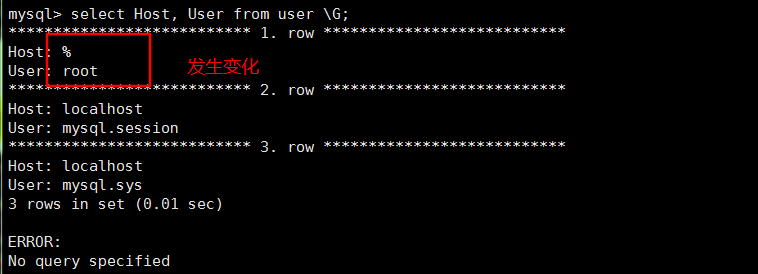 mysql> select Host, User from user \G;
*************************** 1. row ***************************
Host: %
User: root
发生变化
*************************** 2. row ***************************
Host: localhost
User: mysql.session
*************************** 3. row ***************************
Host: localhost
User: mysql.sys
3 rows in set (0.01 sec)
ERROR:
No query specified